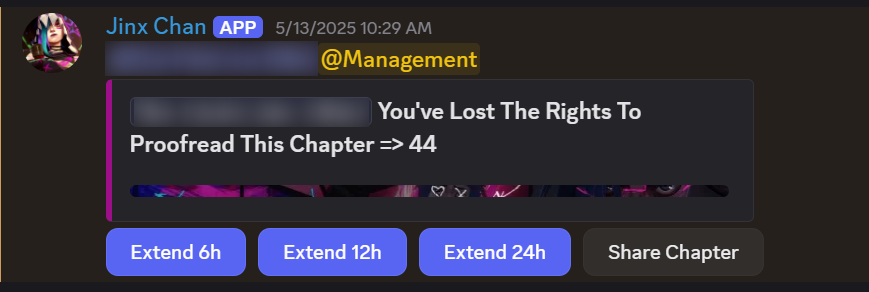 Jinx Chan APP 5/13/2025 10:29 AM
@Management
You've Lost The Rights To
Proofread This Chapter => 44
Extend 6h Extend 12h Extend 24h Share Chapter